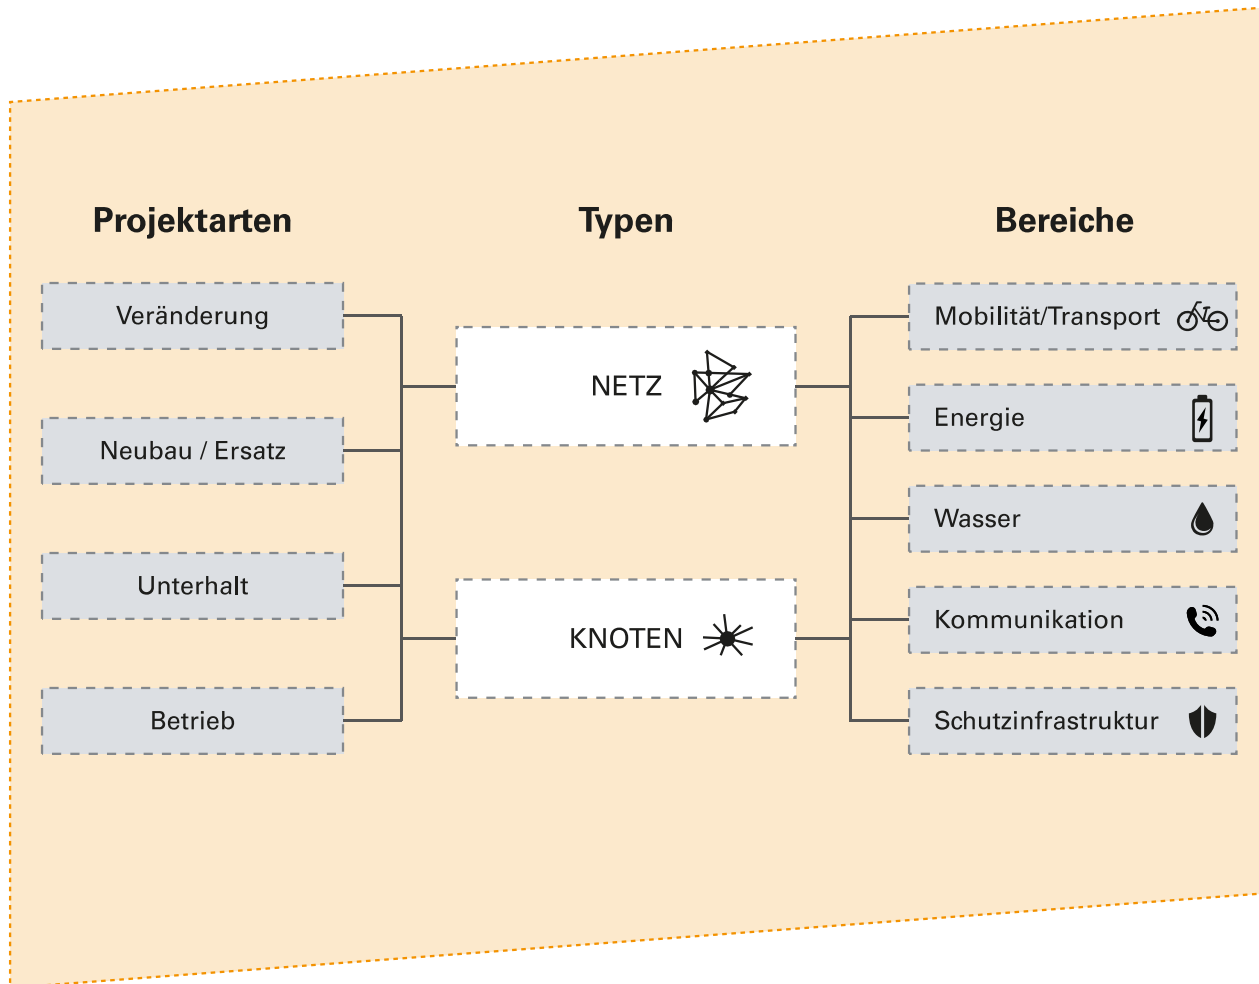 Projektarten
Typen
Bereiche
Veränderung
Neubau / Ersatz
Unterhalt
Betrieb
NETZ
KNOTEN
Mobilität/Transport
Energie
Wasser
Kommunikation
Schutzinfrastruktur